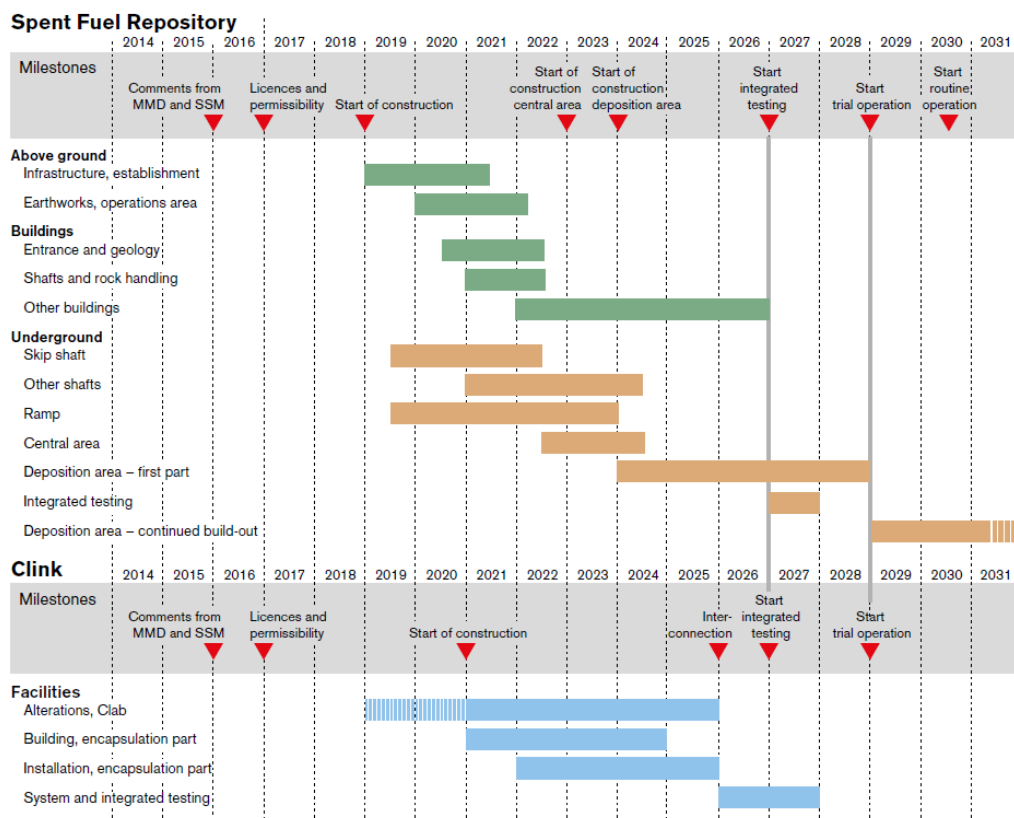 Spent Fuel Repository
2014 2015 2016 2017 2018 2019 2020 2021 2022 2023 2024 2025 2026 2027 2028 2029 2030 2031
Milestones
Comments from
MMD and SSM
Licences and
permissibility
Start of construction
Start of
construction
central area
Start of
construction
deposition area
Start
integrated
testing
Start
trial operation
Start
routine
operation
Above ground
Infrastructure, establishment
Earthworks, operations area
Buildings
Entrance and geology
Shafts and rock handling
Other buildings
Underground
Skip shaft
Other shafts
Ramp
Central area
Deposition area – first part
Integrated testing
Deposition area – continued build-out
Clink
2014 2015 2016 2017 2018 2019 2020 2021 2022 2023 2024 2025 2026 2027 2028 2029 2030 2031
Milestones
Comments from
MMD and SSM
Licences and
permissibility
Start of construction
Inter-
connection
Start
integrated
testing
Start
trial operation
Facilities
Alterations, Clab
Building, encapsulation part
Installation, encapsulation part
System and integrated testing